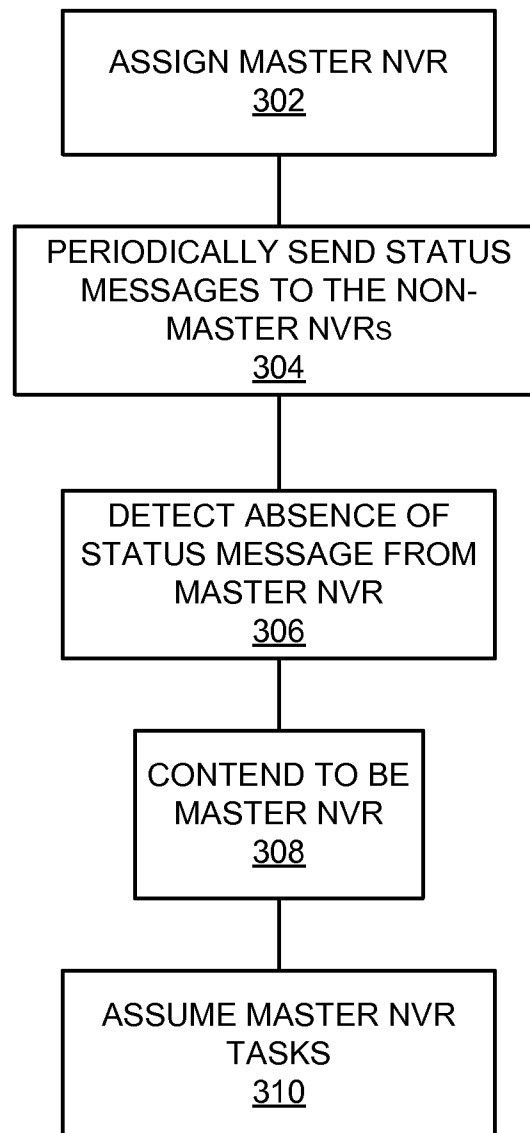 ASSIGN MASTER NVR
302
PERIODICALLY SEND STATUS
MESSAGES TO THE NON-
MASTER NVRs
304
DETECT ABSENCE OF
STATUS MESSAGE FROM
MASTER NVR
306
CONTEND TO BE
MASTER NVR
308
ASSUME MASTER NVR
TASKS
310